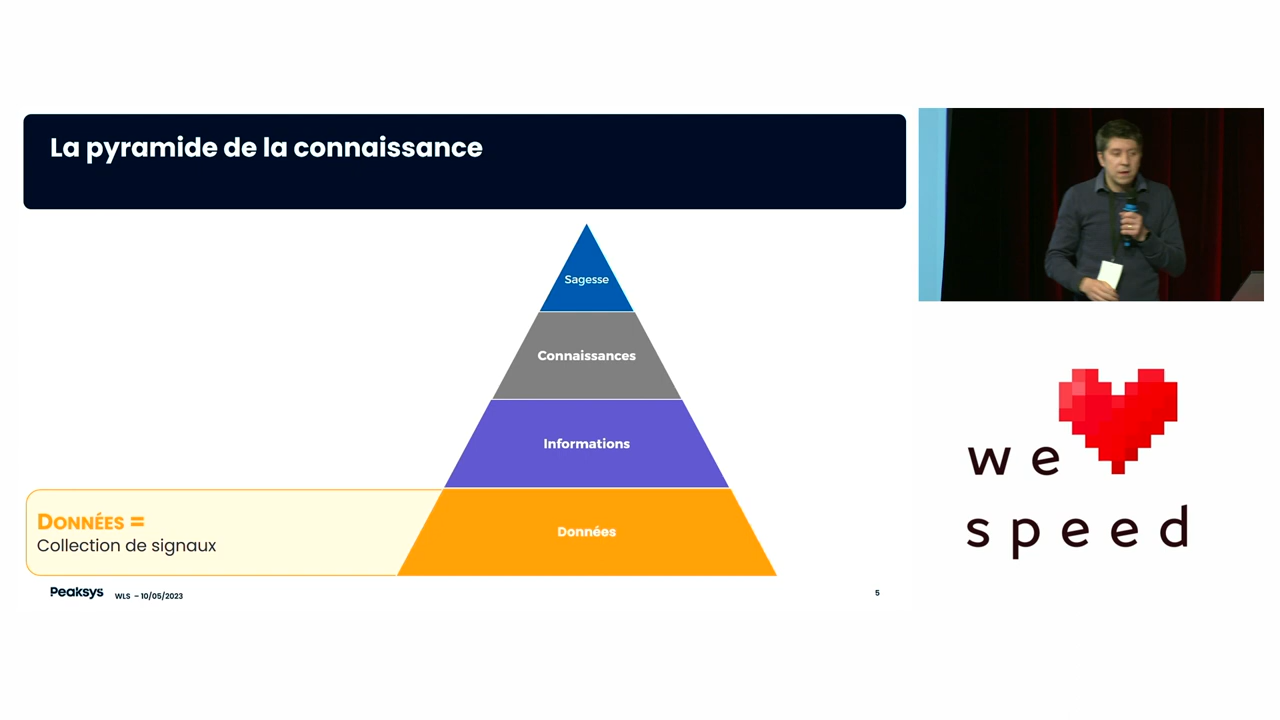 La pyramide de la connaissance
Sagesse
Connaissances
Informations
Données
DONNÉES =
Collection de signaux
Peaksys
WLS – 10/05/2023
5
we
speed